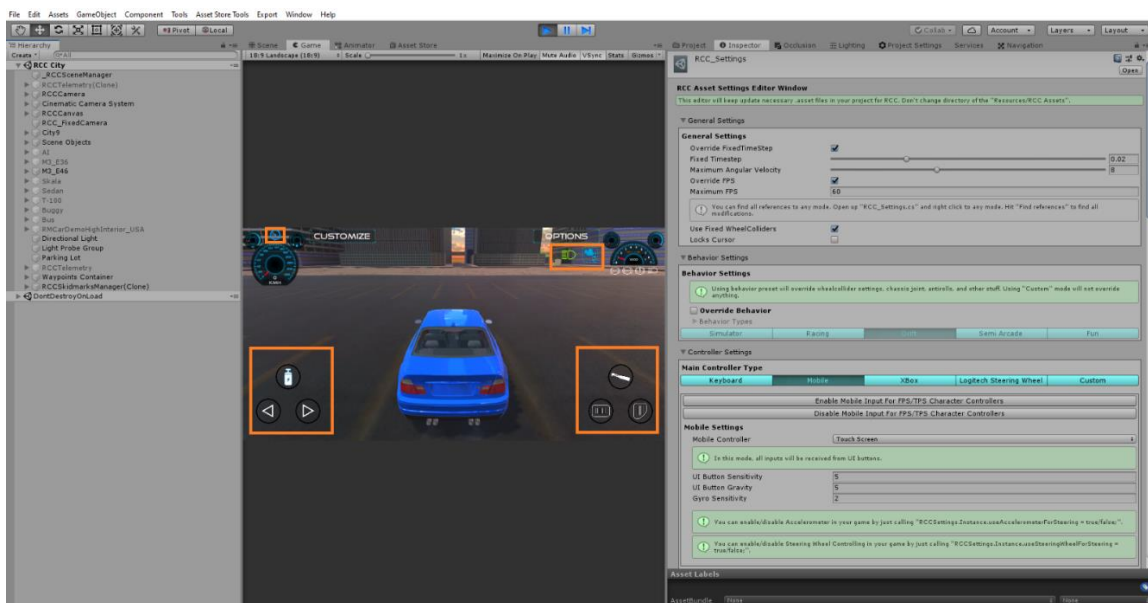 File Edit Assets GameObject Component Tools Asset Store Tools Export Window Help
Pivot Local
Collab Account Layers Layout
Hierarchy
Create All
RCC City
_RCCSceneManager
RCCTelemetry(Clone)
RCCCamera
Cinematic Camera System
RCCCanvas
RCC_FixedCamera
City9
Scene Objects
AI
M3_E36
M3_E46
Skala
Sedan
T-100
Buggy
Bus
RMCarDemoHighInterior_USA
Directional Light
Light Probe Group
Parking Lot
RCCTelemetry
Waypoints Container
RCCSkidmarksManager(Clone)
DontDestroyOnLoad
Scene Game Animator Asset Store
Scale 1x Maximize On Play Mute Audio VSync Stats Gizmos
CUSTOMIZE OPTIONS
Project Inspector Occlusion Lighting Project Settings Services Navigation
RCC_Settings
Open
RCC Asset Settings Editor Window
This editor will keep update necessary .asset files in your project for RCC. Don't change directory of the "Resources/RCC Assets".
General Settings
General Settings
Override FixedTimeStep
Fixed Timestep 0.02
Maximum Angular Velocity 8
Override FPS
Maximum FPS 60
You can find all references to any mode. Open up "RCC_Settings.cs" and right click to any mode. Hit "Find references" to find all
modifications.
Use Fixed WheelColliders
Locks Cursor
Behavior Settings
Behavior Settings
Using behavior preset will override wheelcollider settings, chassis joint, antirolls, and other stuff. Using "Custom" mode will not override
anything.
Override Behavior
Behavior Types
Simulator Racing Drift Semi Arcade Fun
Controller Settings
Main Controller Type
Keyboard Mobile XBox Logitech Steering Wheel Custom
Enable Mobile Input For FPS/TPS Character Controllers
Disable Mobile Input For FPS/TPS Character Controllers
Mobile Settings
Mobile Controller Touch Screen
In this mode, all inputs will be received from UI buttons.
UI Button Sensitivity 5
UI Button Gravity 5
Gyro Sensitivity 2
You can enable/disable Accelerometer in your game by just calling "RCCSettings.Instance.useAccelerometerForSteering = true/false;".
You can enable/disable Steering Wheel Controlling in your game by just calling "RCCSettings.Instance.useSteeringWheelForSteering =
true/false;".
Asset Labels
AssetBundle None None